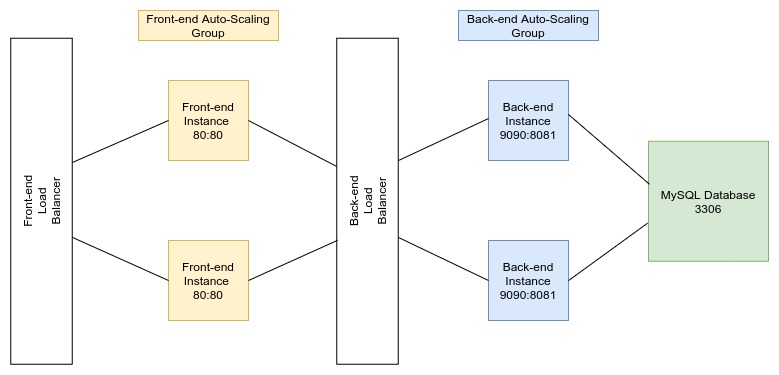 Front-end Auto-Scaling
Group
Back-end Auto-Scaling
Group
Front-end
Load
Balancer
Front-end
Instance
80:80
Front-end
Instance
80:80
Back-end
Load
Balancer
Back-end
Instance
9090:8081
Back-end
Instance
9090:8081
MySQL Database
3306